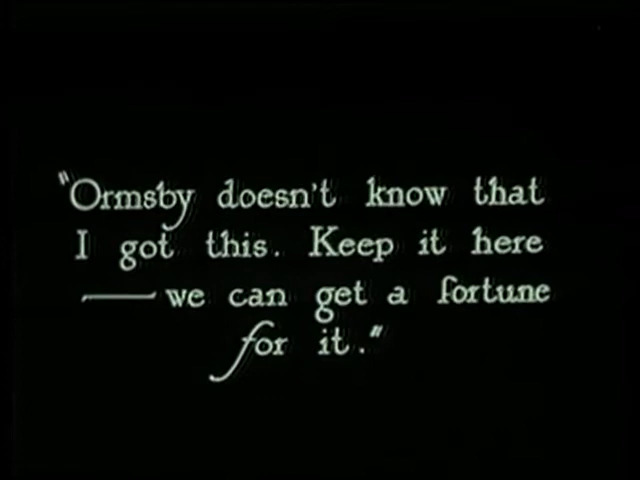 "Ormsby doesn't know that
I got this. Keep it here
—we can get a fortune
for it."